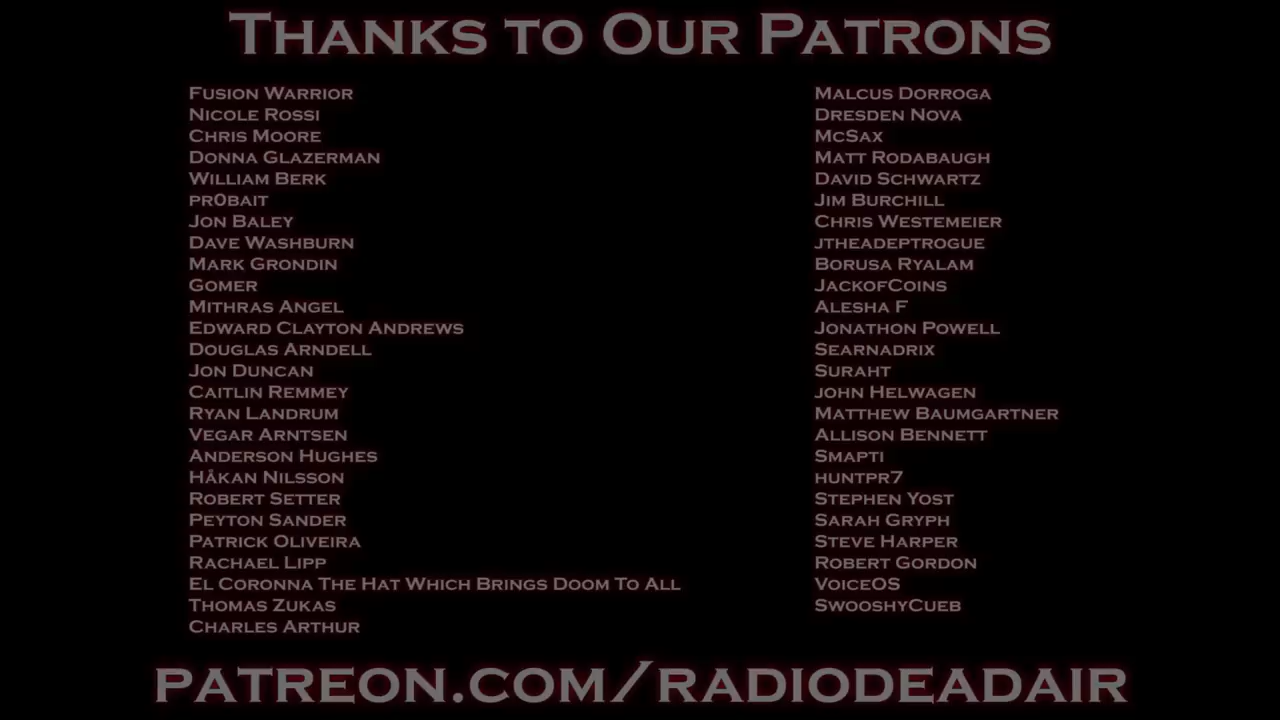 Thanks to Our Patrons
Fusion Warrior
Nicole Rossi
Chris Moore
Donna Glazerman
William Berk
pr0bait
Jon Baley
Dave Washburn
Mark Grondin
Gomer
Mithras Angel
Edward Clayton Andrews
Douglas Arndell
Jon Duncan
Caitlin Remmey
Ryan Landrum
Vegar Arntsen
Anderson Hughes
Håkan Nilsson
Robert Setter
Peyton Sander
Patrick Oliveira
Rachael Lipp
El Coronna The Hat Which Brings Doom To All
Thomas Zukas
Charles Arthur
Malcus Dorroga
Dresden Nova
McSax
Matt Rodabaugh
David Schwartz
Jim Burchill
Chris Westemeier
jtheadeptrogue
Borusa Ryalam
JackofCoins
Alesha F
Jonathon Powell
Searnadrix
Suraht
john Helwagen
Matthew Baumgartner
Allison Bennett
Smapti
huntpr7
Stephen Yost
Sarah Gryph
Steve Harper
Robert Gordon
VoiceOS
SwooshyCueb
patreon.com/radiodeadair